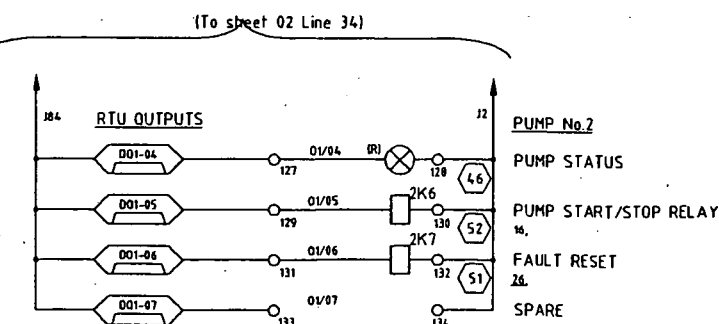 (To sheet 02 Line 34)
J84 RTU OUTPUTS J2 PUMP No.2
DO1-04 127 01/04 (R) 128 46 PUMP STATUS
DO1-05 129 01/05 2K6 130 52 PUMP START/STOP RELAY
16,
DO1-06 131 01/06 2K7 132 51 FAULT RESET
26.
DO1-07 133 01/07 134 SPARE